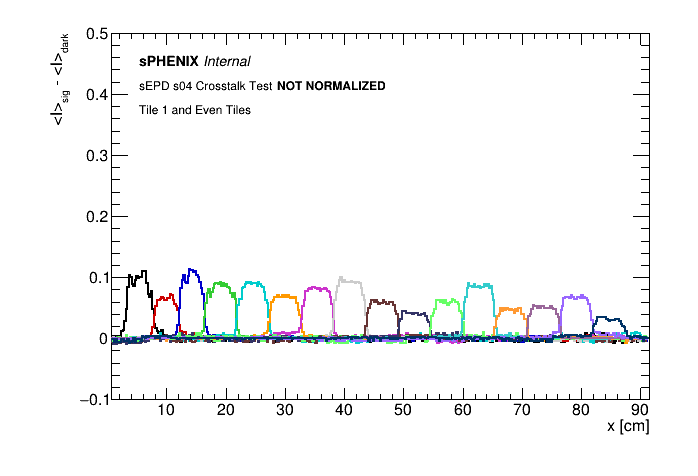 <I>sig - <I>dark
0.5
0.4
0.3
0.2
0.1
0
−0.1
sPHENIX Internal
sEPD s04 Crosstalk Test NOT NORMALIZED
Tile 1 and Even Tiles
10 20 30 40 50 60 70 80 90
x [cm]